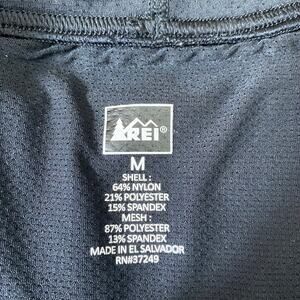 REI®
M
SHELL :
64% NYLON
21% POLYESTER
15% SPANDEX
MESH :
87% POLYESTER
13% SPANDEX
MADE IN EL SALVADOR
RN#37249